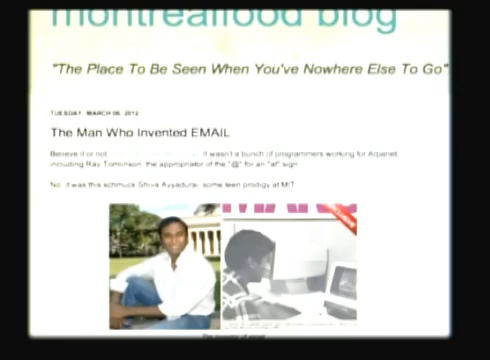 montrealfood blog
"The Place To Be Seen When You've Nowhere Else To Go"
TUESDAY, MARCH 06, 2012
The Man Who Invented EMAIL
Believe it or not it wasn't a bunch of programmers working for Arpanet
including Ray Tomlinson, the appropriator of the "@" for an "at" sign
No, it was this schmuck Shiva Ayyadurai, some teen prodigy at MIT